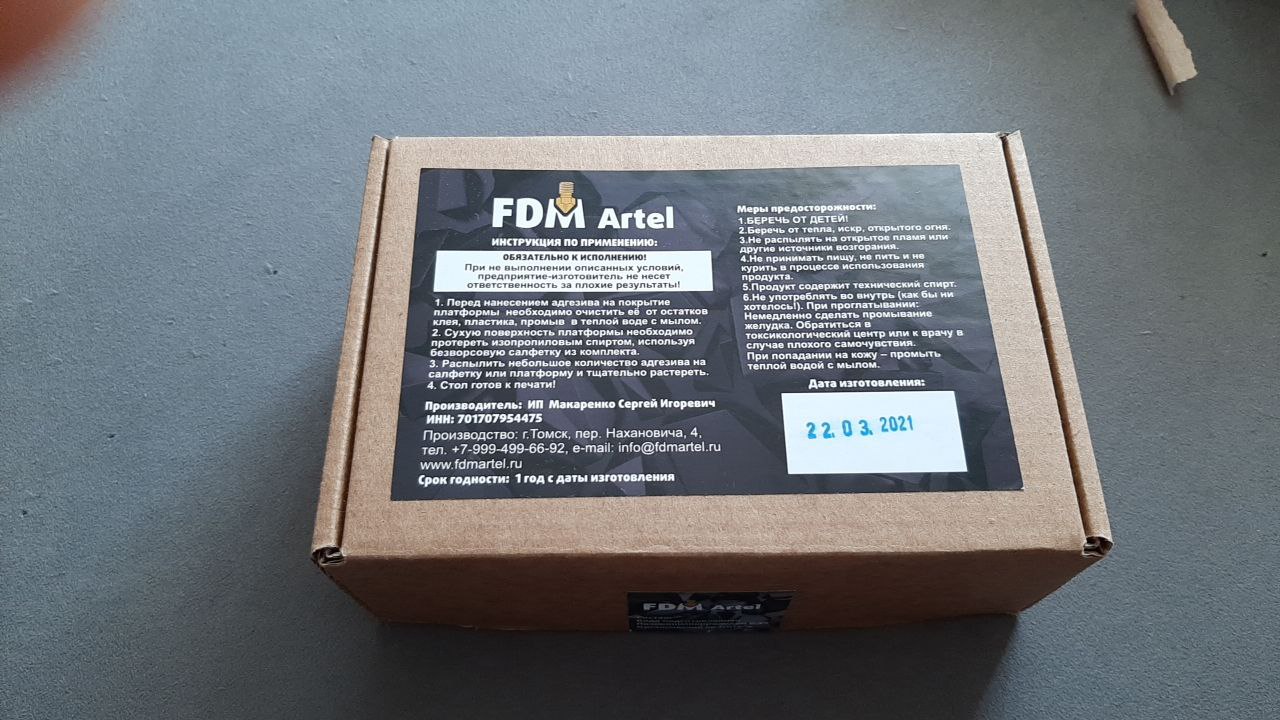 FDM Artel
ИНСТРУКЦИЯ ПО ПРИМЕНЕНИЮ:
ОБЯЗАТЕЛЬНО К ИСПОЛНЕНИЮ!
При не выполнении описанных условий,
предприятие-изготовитель не несет
ответственность за плохие результаты!
1. Перед нанесением адгезива на покрытие
платформы необходимо очистить её от остатков
клея, пластика, промыв в теплой воде с мылом.
2. Сухую поверхность платформы необходимо
протереть изопропиловым спиртом, используя
безворсовую салфетку из комплекта.
3. Распылить небольшое количество адгезива на
салфетку или платформу и тщательно растереть.
4. Стол готов к печати!
Производитель: ИП Макаренко Сергей Игоревич
ИНН: 701707954475
Производство: г.Томск, пер. Нахановича, 4,
тел. +7-999-499-66-92, e-mail: info@fdmartel.ru
www.fdmartel.ru
Срок годности: 1 год с даты изготовления
Меры предосторожности:
1.БЕРЕЧЬ ОТ ДЕТЕЙ!
2.Беречь от тепла, искр, открытого огня.
3.Не распылять на открытое пламя или
другие источники возгорания.
4.Не принимать пищу, не пить и не
курить в процессе использования
продукта.
5.Продукт содержит технический спирт.
6.Не употреблять во внутрь (как бы ни
хотелось!). При проглатывании:
Немедленно сделать промывание
желудка. Обратиться в
токсикологический центр или к врачу в
случае плохого самочувствия.
При попадании на кожу – промыть
теплой водой с мылом.
Дата изготовления:
22. 03. 2021
FDM Artel